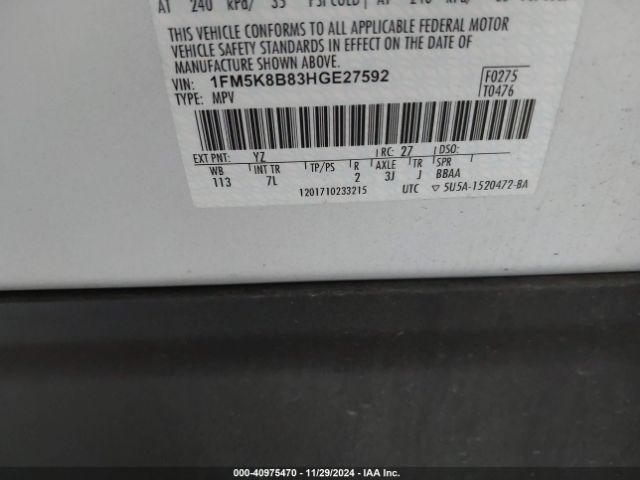 AT 240 kPa/ 35 PSI COLD
THIS VEHICLE CONFORMS TO ALL APPLICABLE FEDERAL MOTOR
VEHICLE SAFETY STANDARDS IN EFFECT ON THE DATE OF
MANUFACTURE SHOWN ABOVE.
VIN: 1FM5K8B83HGE27592
TYPE: MPV
F0275
T0476
EXT PNT: YZ RC: 27 DSO:
WB INT TR TP/PS R AXLE TR SPR
113 7L 2 3J J BBAA
1201710233215 UTC ▽ 5U5A-1520472-BA
000-40975470 - 11/29/2024 - IAA Inc.